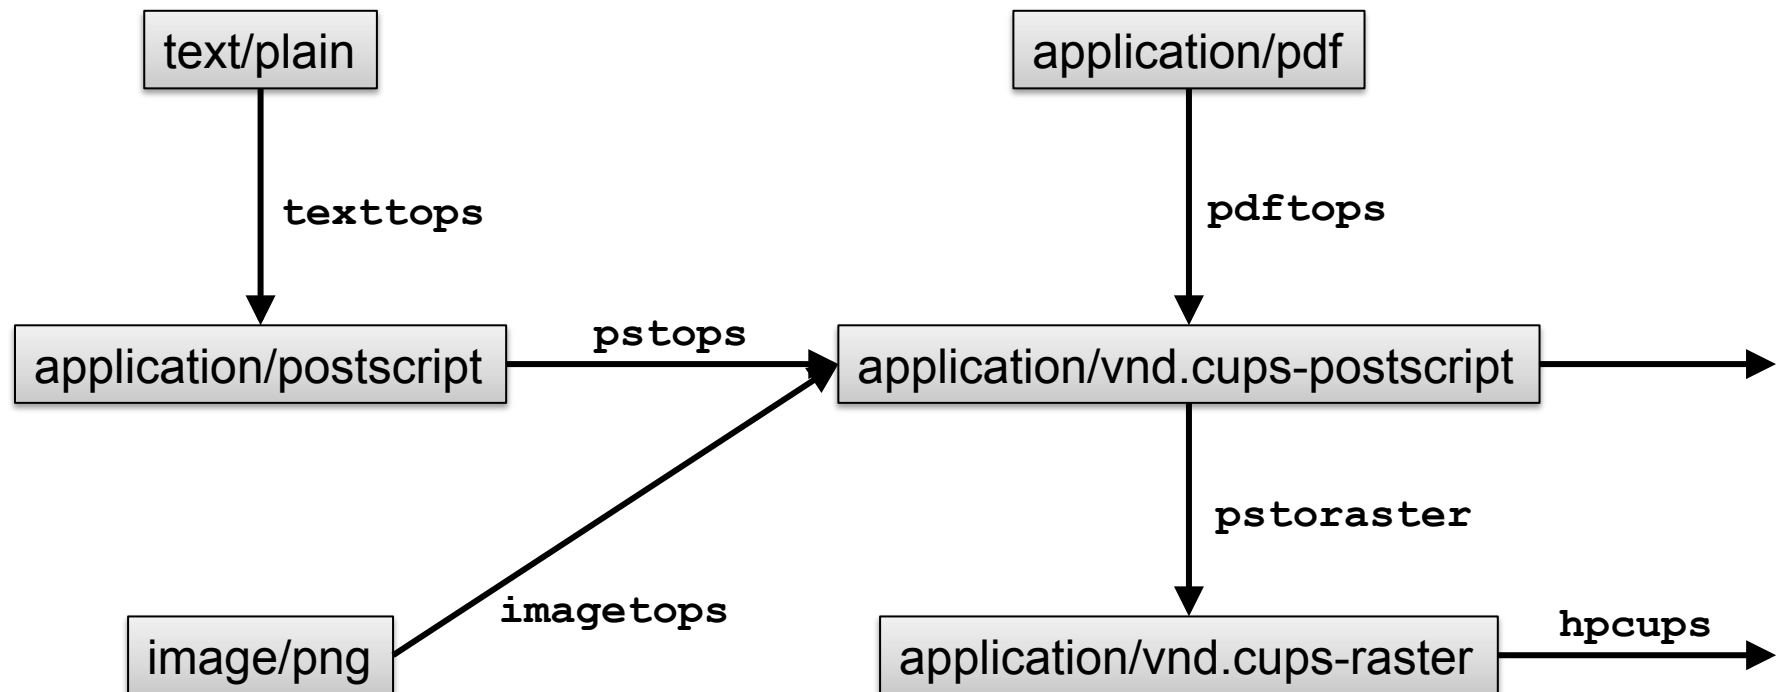 text/plain
application/pdf
texttops
pdftops
application/postscript
pstops
application/vnd.cups-postscript
pstoraster
imagetops
image/png
application/vnd.cups-raster
hpcups